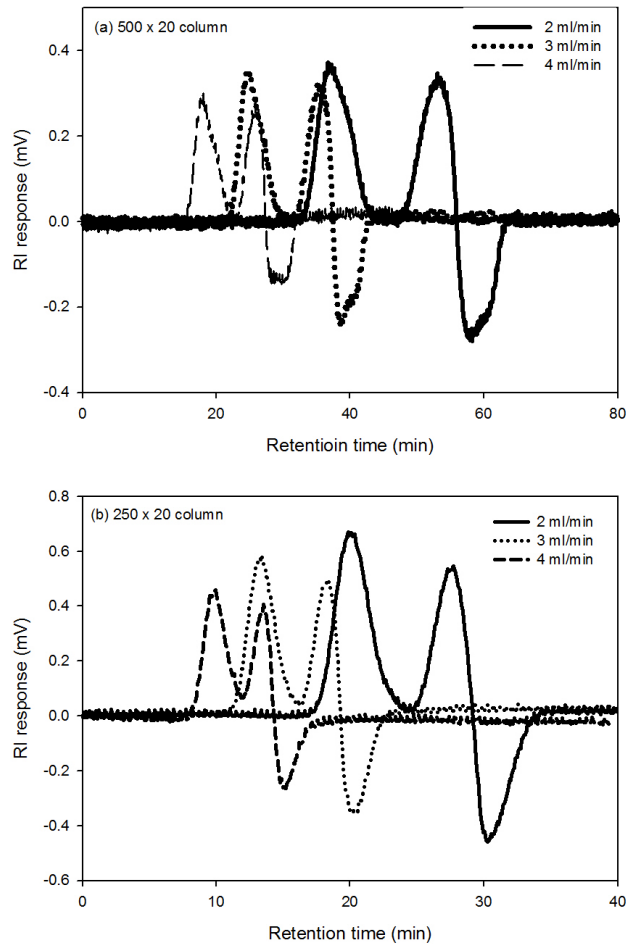 (a) 500 x 20 column
2 ml/min
3 ml/min
4 ml/min
RI response (mV)
0.4
0.2
0.0
-0.2
-0.4
0
20
40
60
80
Retentioin time (min)
(b) 250 x 20 column
2 ml/min
3 ml/min
4 ml/min
RI response (mV)
0.8
0.6
0.4
0.2
0.0
-0.2
-0.4
-0.6
0
10
20
30
40
Retention time (min)